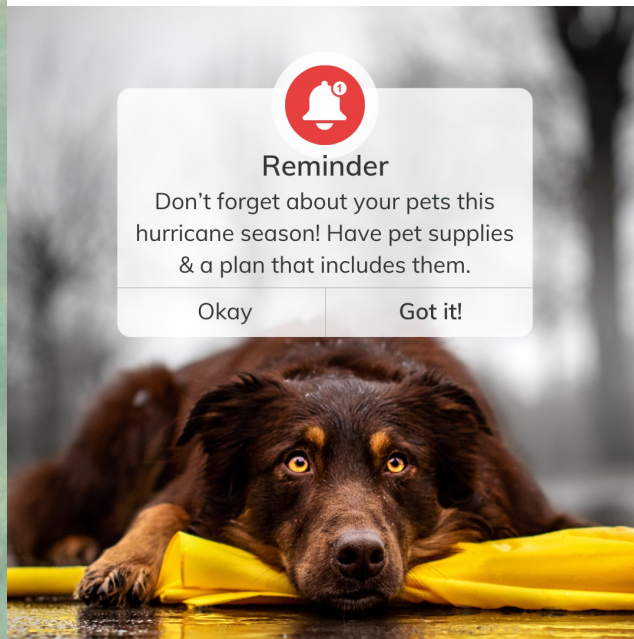 1
Reminder
Don’t forget about your pets this
hurricane season! Have pet supplies
& a plan that includes them.
Okay
Got it!